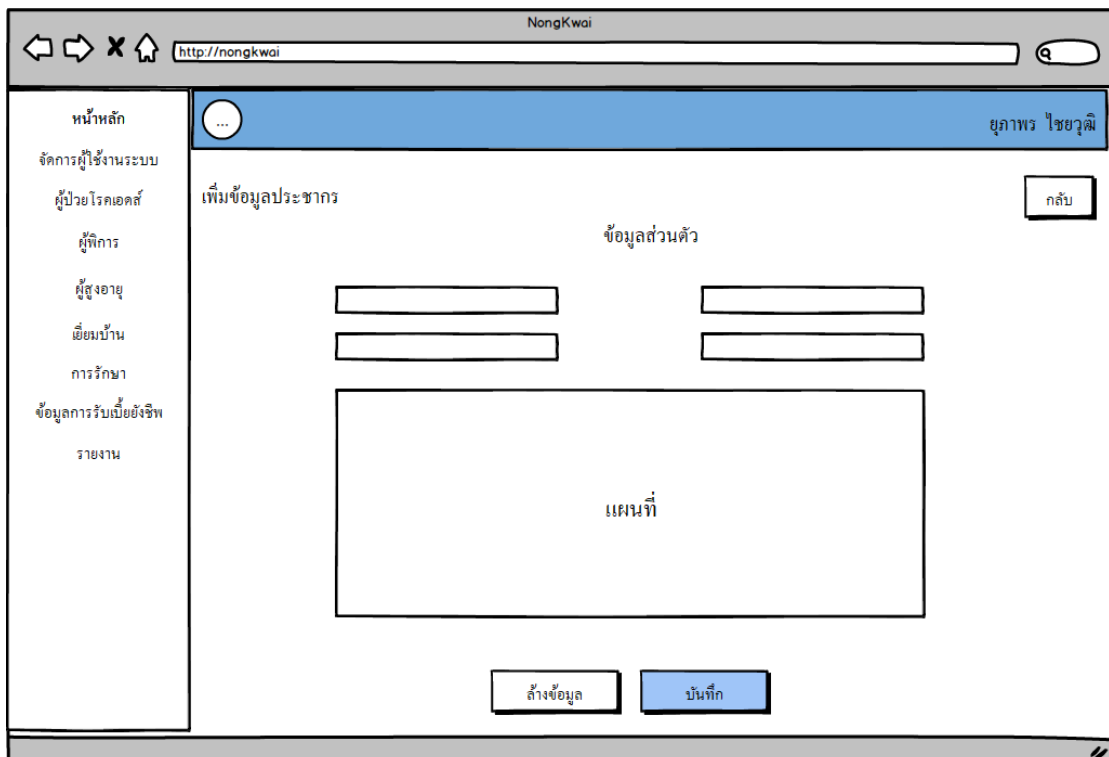 NongKwai
http://nongkwai
หน้าหลัก
จัดการผู้ใช้งานระบบ
ผู้ป่วยโรคเอดส์
ผู้พิการ
ผู้สูงอายุ
เยี่ยมบ้าน
การรักษา
ข้อมูลการรับเบี้ยยังชีพ
รายงาน
...
ยุภาพร ไชยวุฒิ
เพิ่มข้อมูลประชากร
กลับ
ข้อมูลส่วนตัว
แผนที่
ล้างข้อมูล
บันทึก